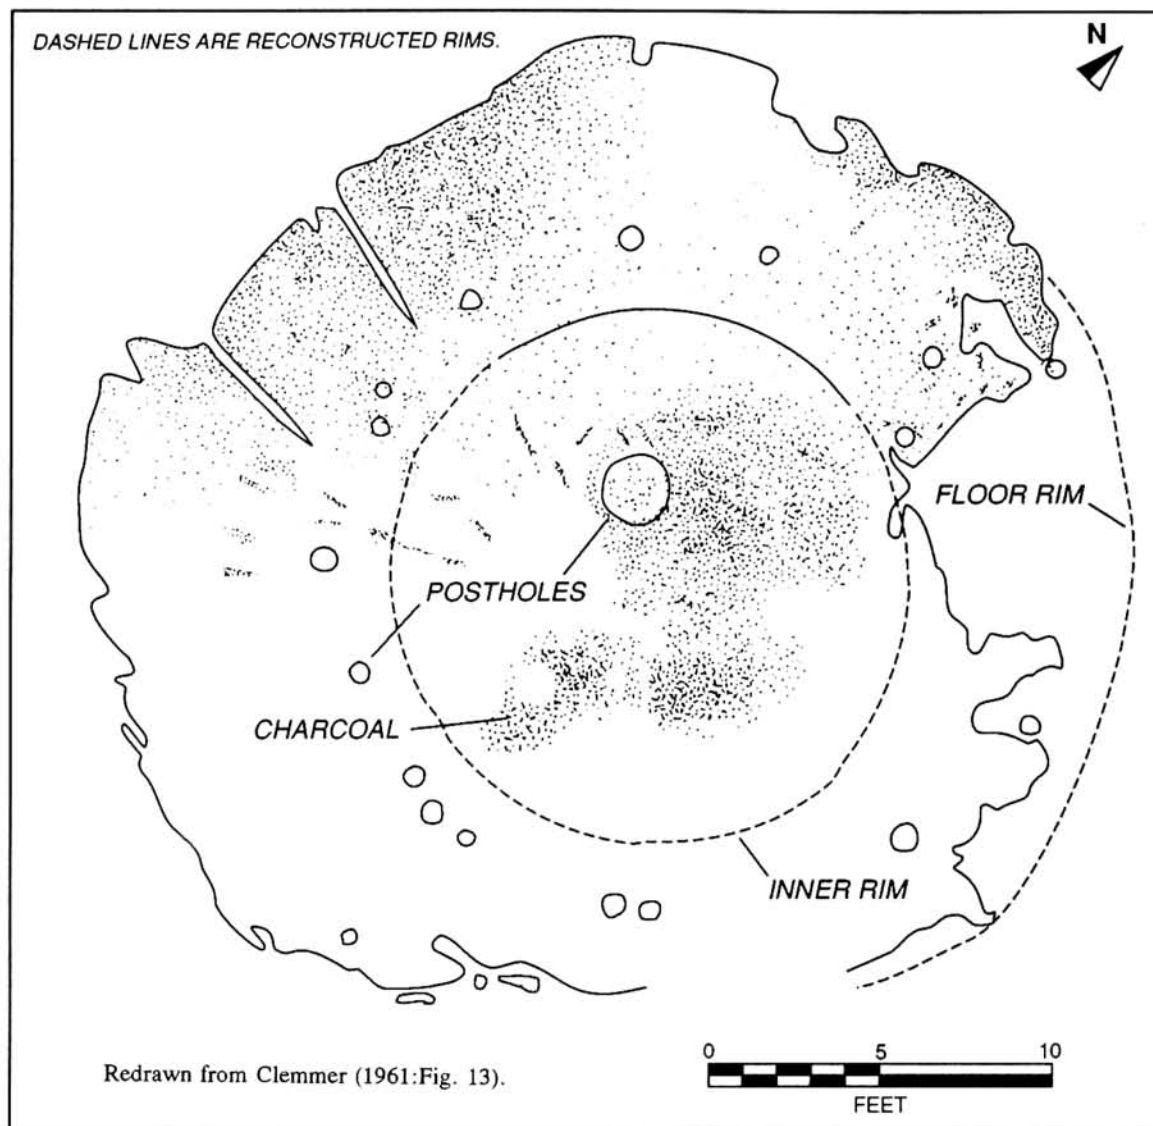 DASHED LINES ARE RECONSTRUCTED RIMS.
N
FLOOR RIM
POSTHOLES
CHARCOAL
INNER RIM
Redrawn from Clemmer (1961:Fig. 13).
0 5 10
FEET